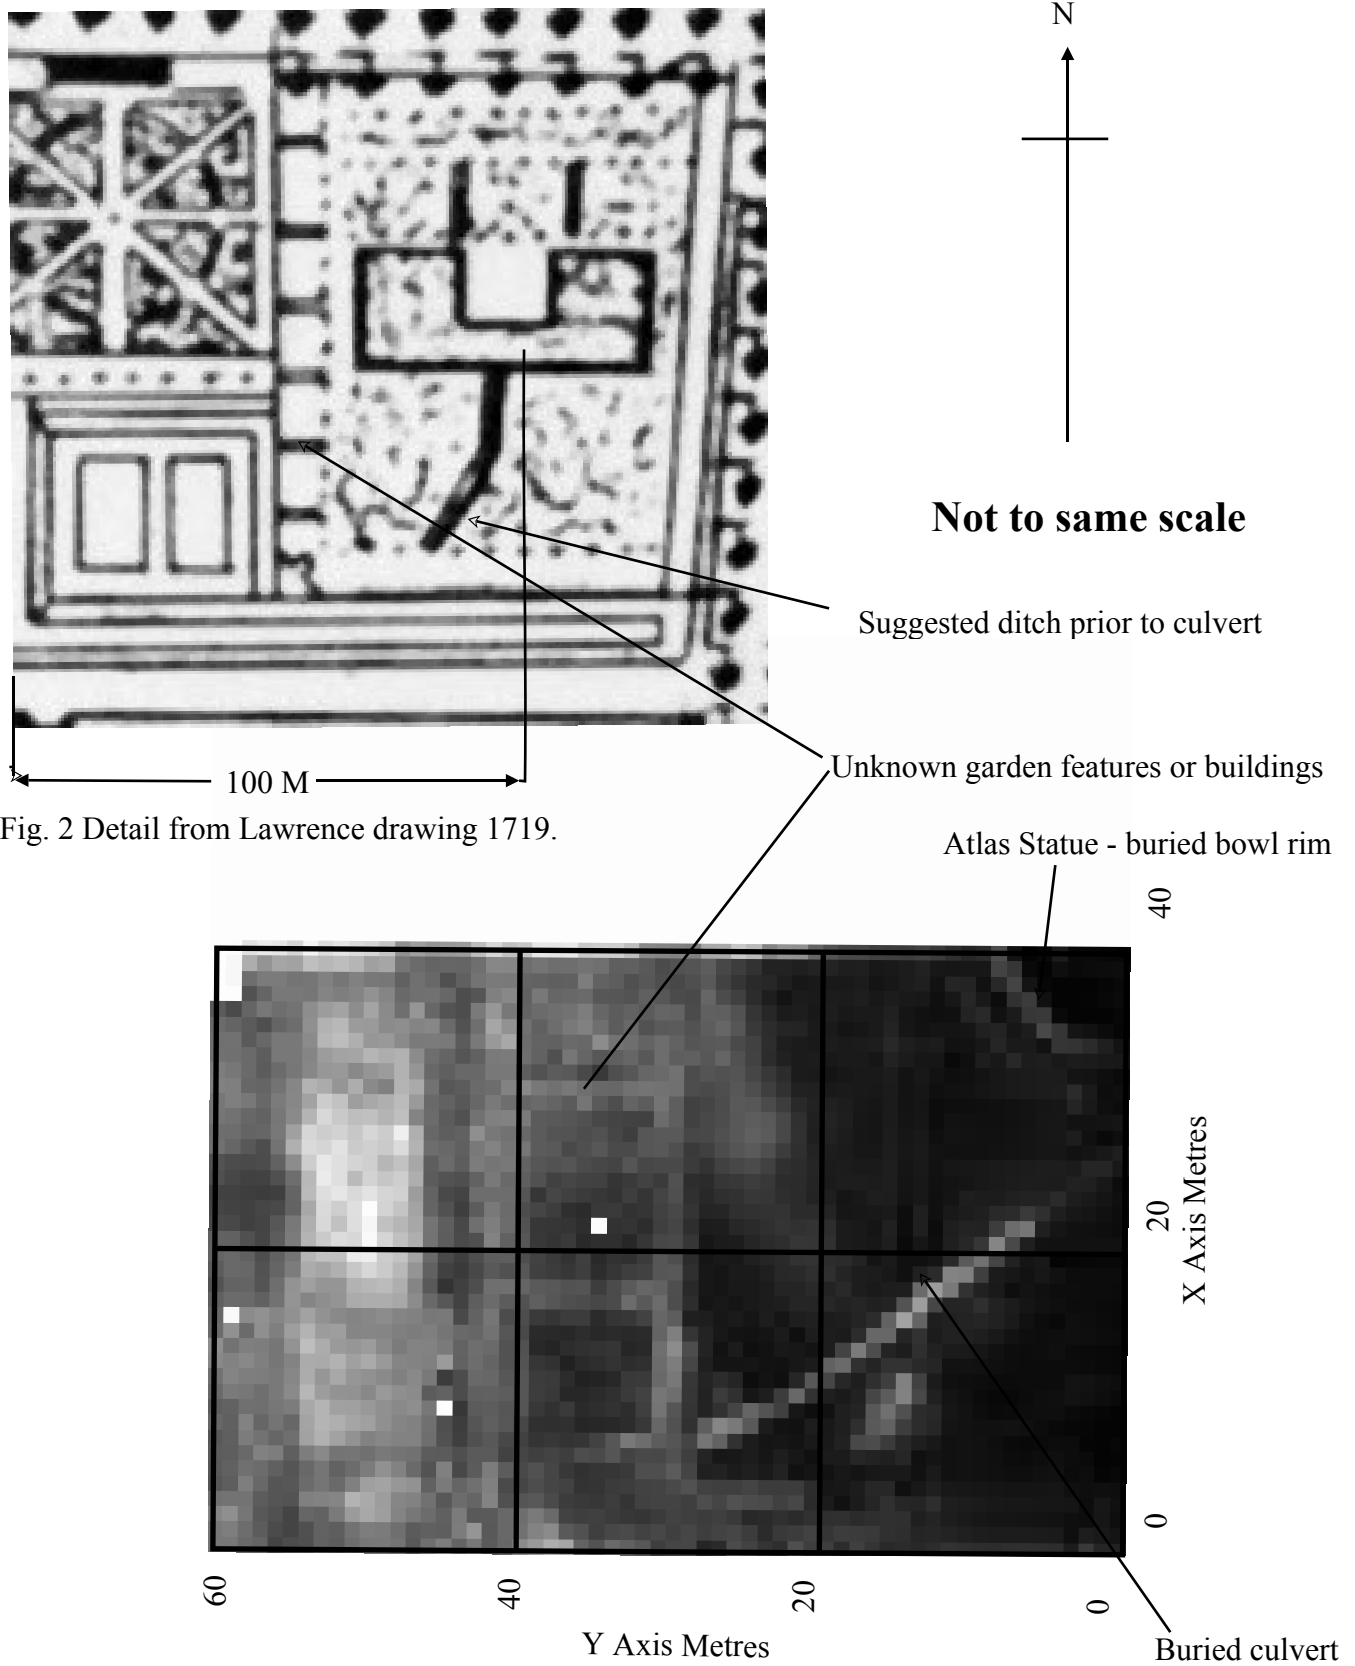 N
Not to same scale
Suggested ditch prior to culvert
Unknown garden features or buildings
100 M
Fig. 2 Detail from Lawrence drawing 1719.
Atlas Statue - buried bowl rim
40
20
X Axis Metres
0
60
40
20
0
Y Axis Metres
Buried culvert